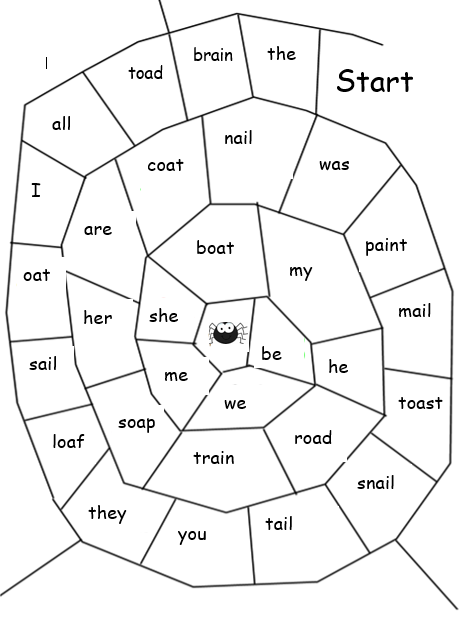 Start
the
brain
toad
all
I
oat
sail
loaf
they
you
tail
snail
toast
mail
paint
was
nail
coat
are
her
soap
train
road
he
my
boat
she
me
we
be